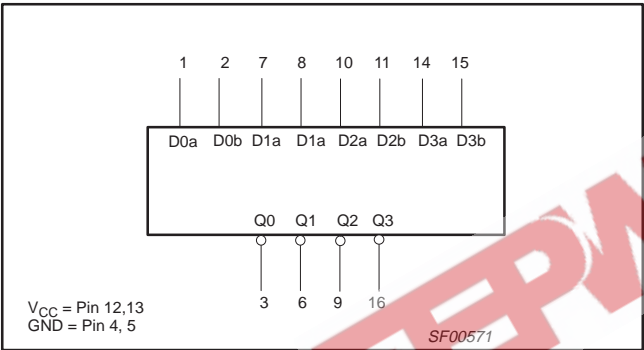 1 2 7 8 10 11 14 15
D0a D0b D1a D1a D2a D2b D3a D3b
Q0 Q1 Q2 Q3
3 6 9 16
VCC = Pin 12,13
GND = Pin 4, 5
SF00571